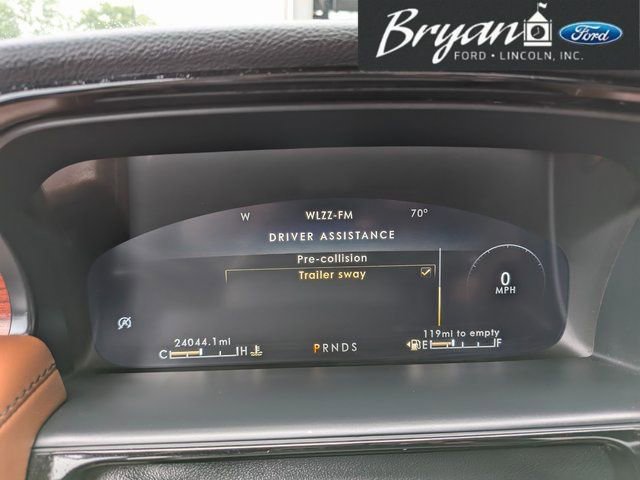 Bryan Ford
FORD · LINCOLN, INC.
W WLZZ-FM 70°
DRIVER ASSISTANCE
Pre-collision
Trailer sway
0
MPH
24044.1mi
119mi to empty
C H PRNDS E F